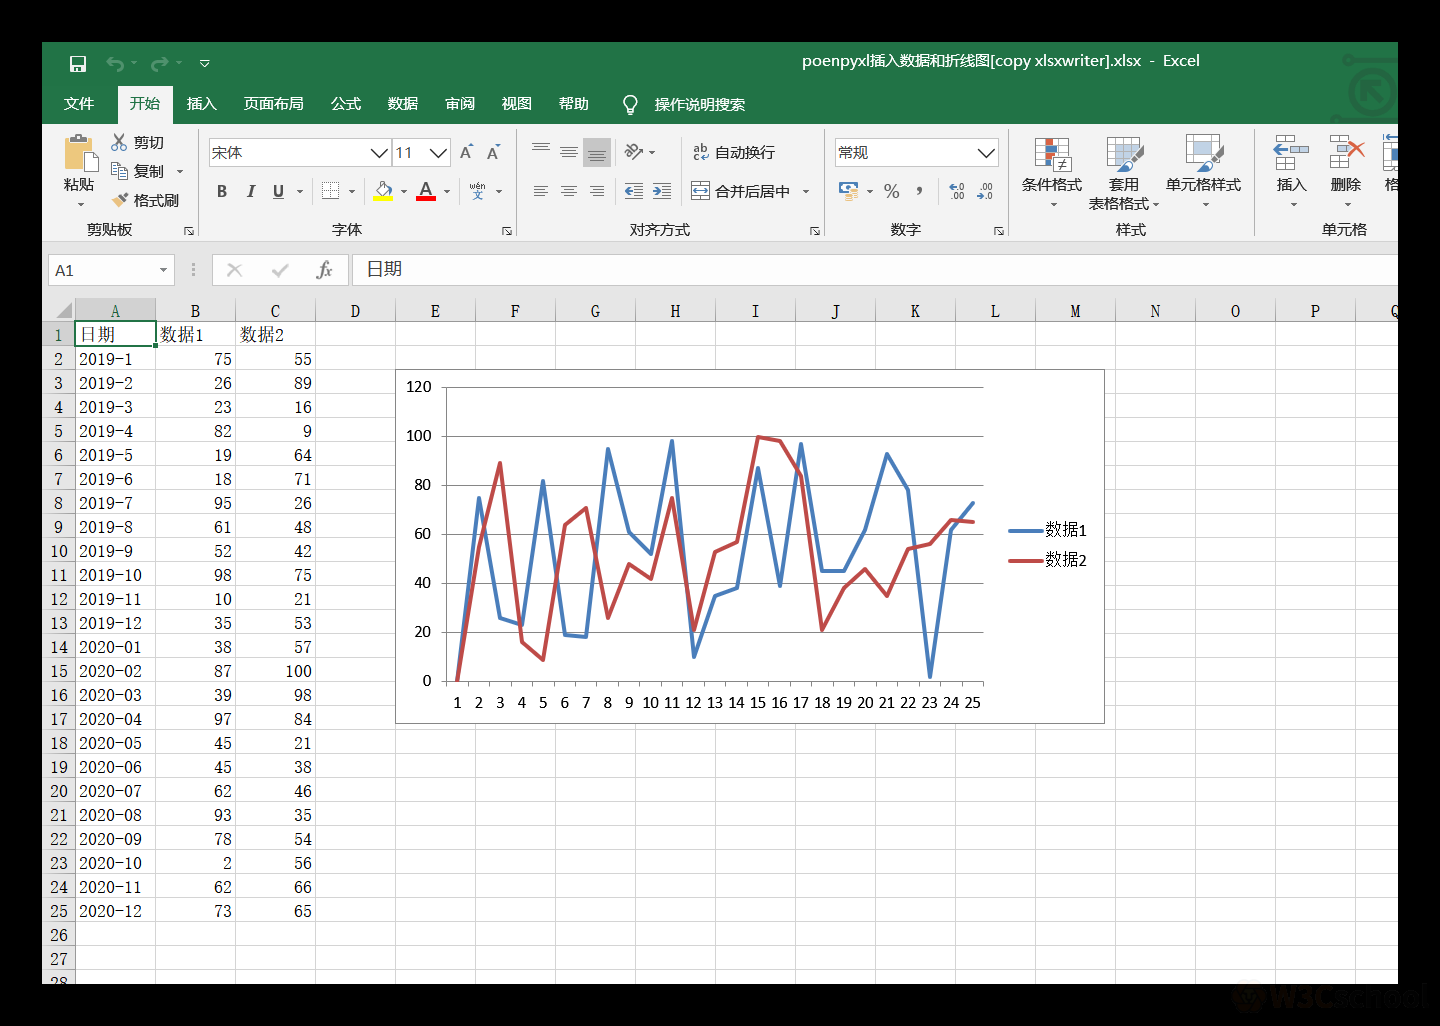 poenpyxl插入数据和折线图[copy xlsxwriter].xlsx - Excel
文件 开始 插入 页面布局 公式 数据 审阅 视图 帮助 操作说明搜索
剪切
复制
格式刷
粘贴
剪贴板
宋体 11 A A
B I U A wén 文
字体
ab 自动换行
合并后居中
对齐方式
常规
% , .0 .00 .00 .0
数字
条件格式 套用 表格格式 单元格样式
样式
插入 删除 格
单元格
A1 fx 日期
A B C D E F G H I J K L M N O P Q
1 日期 数据1 数据2
2 2019-1 75 55
3 2019-2 26 89
4 2019-3 23 16
5 2019-4 82 9
6 2019-5 19 64
7 2019-6 18 71
8 2019-7 95 26
9 2019-8 61 48
10 2019-9 52 42
11 2019-10 98 75
12 2019-11 10 21
13 2019-12 35 53
14 2020-01 38 57
15 2020-02 87 100
16 2020-03 39 98
17 2020-04 97 84
18 2020-05 45 21
19 2020-06 45 38
20 2020-07 62 46
21 2020-08 93 35
22 2020-09 78 54
23 2020-10 2 56
24 2020-11 62 66
25 2020-12 73 65
26
27
28
120
100
80
60
40
20
0
1 2 3 4 5 6 7 8 9 10 11 12 13 14 15 16 17 18 19 20 21 22 23 24 25
数据1
数据2
W3Cschool